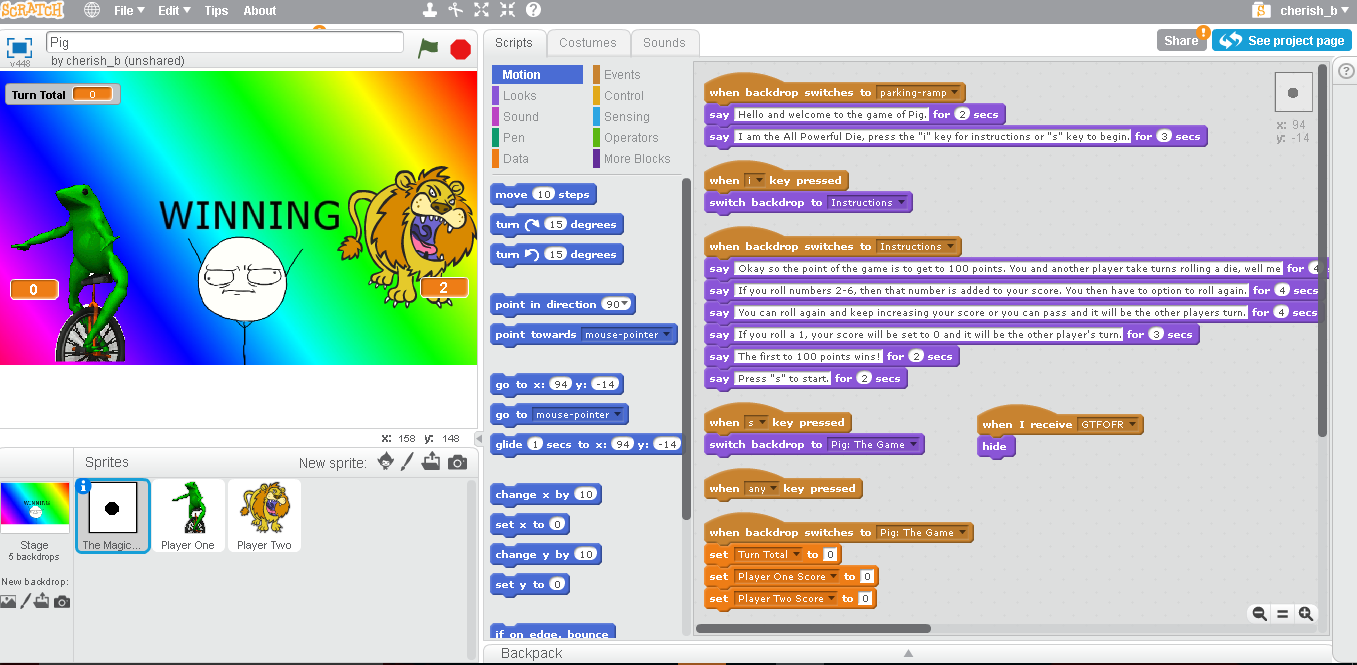 SCRATCH File Edit Tips About cherish_b
v448 Pig
by cherish_b (unshared)
Scripts Costumes Sounds Share ! See project page
Turn Total 0
WINNING
0
2
X: 158 y: 148
Sprites New sprite:
Stage
5 backdrops
New backdrop:
The Magic...
Player One
Player Two
Motion Events
Looks Control
Sound Sensing
Pen Operators
Data More Blocks
move 10 steps
turn 15 degrees
turn 15 degrees
point in direction 90
point towards mouse-pointer
go to x: 94 y: -14
go to mouse-pointer
glide 1 secs to x: 94 y: -14
change x by 10
set x to 0
change y by 10
set y to 0
if on edge, bounce
when backdrop switches to parking-ramp
say Hello and welcome to the game of Pig. for 2 secs
say I am the All Powerful Die, press the "i" key for instructions or "s" key to begin. for 3 secs
when i key pressed
switch backdrop to Instructions
when backdrop switches to Instructions
say Okay so the point of the game is to get to 100 points. You and another player take turns rolling a die, well me for 4
say If you roll numbers 2-6, then that number is added to your score. You then have to option to roll again. for 4 secs
say You can roll again and keep increasing your score or you can pass and it will be the other players turn. for 4 secs
say If you roll a 1, your score will be set to 0 and it will be the other player's turn. for 3 secs
say The first to 100 points wins! for 2 secs
say Press "s" to start. for 2 secs
when s key pressed
switch backdrop to Pig: The Game
when I receive GTFOFR
hide
when any key pressed
when backdrop switches to Pig: The Game
set Turn Total to 0
set Player One Score to 0
set Player Two Score to 0
x: 94
y: -14
Backpack